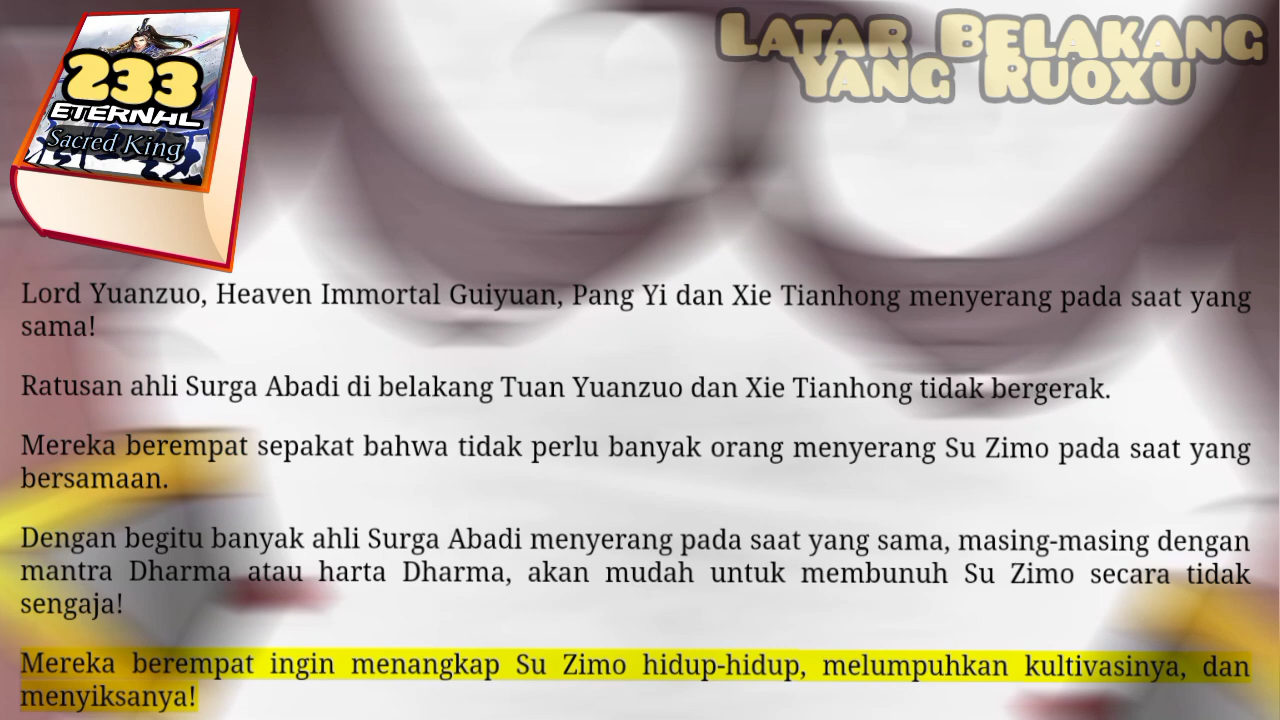 LATAR BELAKANG
YANG RUOXU
233
ETERNAL
Sacred King
Lord Yuanzuo, Heaven Immortal Guiyuan, Pang Yi dan Xie Tianhong menyerang pada saat yang
sama!
Ratusan ahli Surga Abadi di belakang Tuan Yuanzuo dan Xie Tianhong tidak bergerak.
Mereka berempat sepakat bahwa tidak perlu banyak orang menyerang Su Zimo pada saat yang
bersamaan.
Dengan begitu banyak ahli Surga Abadi menyerang pada saat yang sama, masing-masing dengan
mantra Dharma atau harta Dharma, akan mudah untuk membunuh Su Zimo secara tidak
sengaja!
Mereka berempat ingin menangkap Su Zimo hidup-hidup, melumpuhkan kultivasinya, dan
menyiksanya!